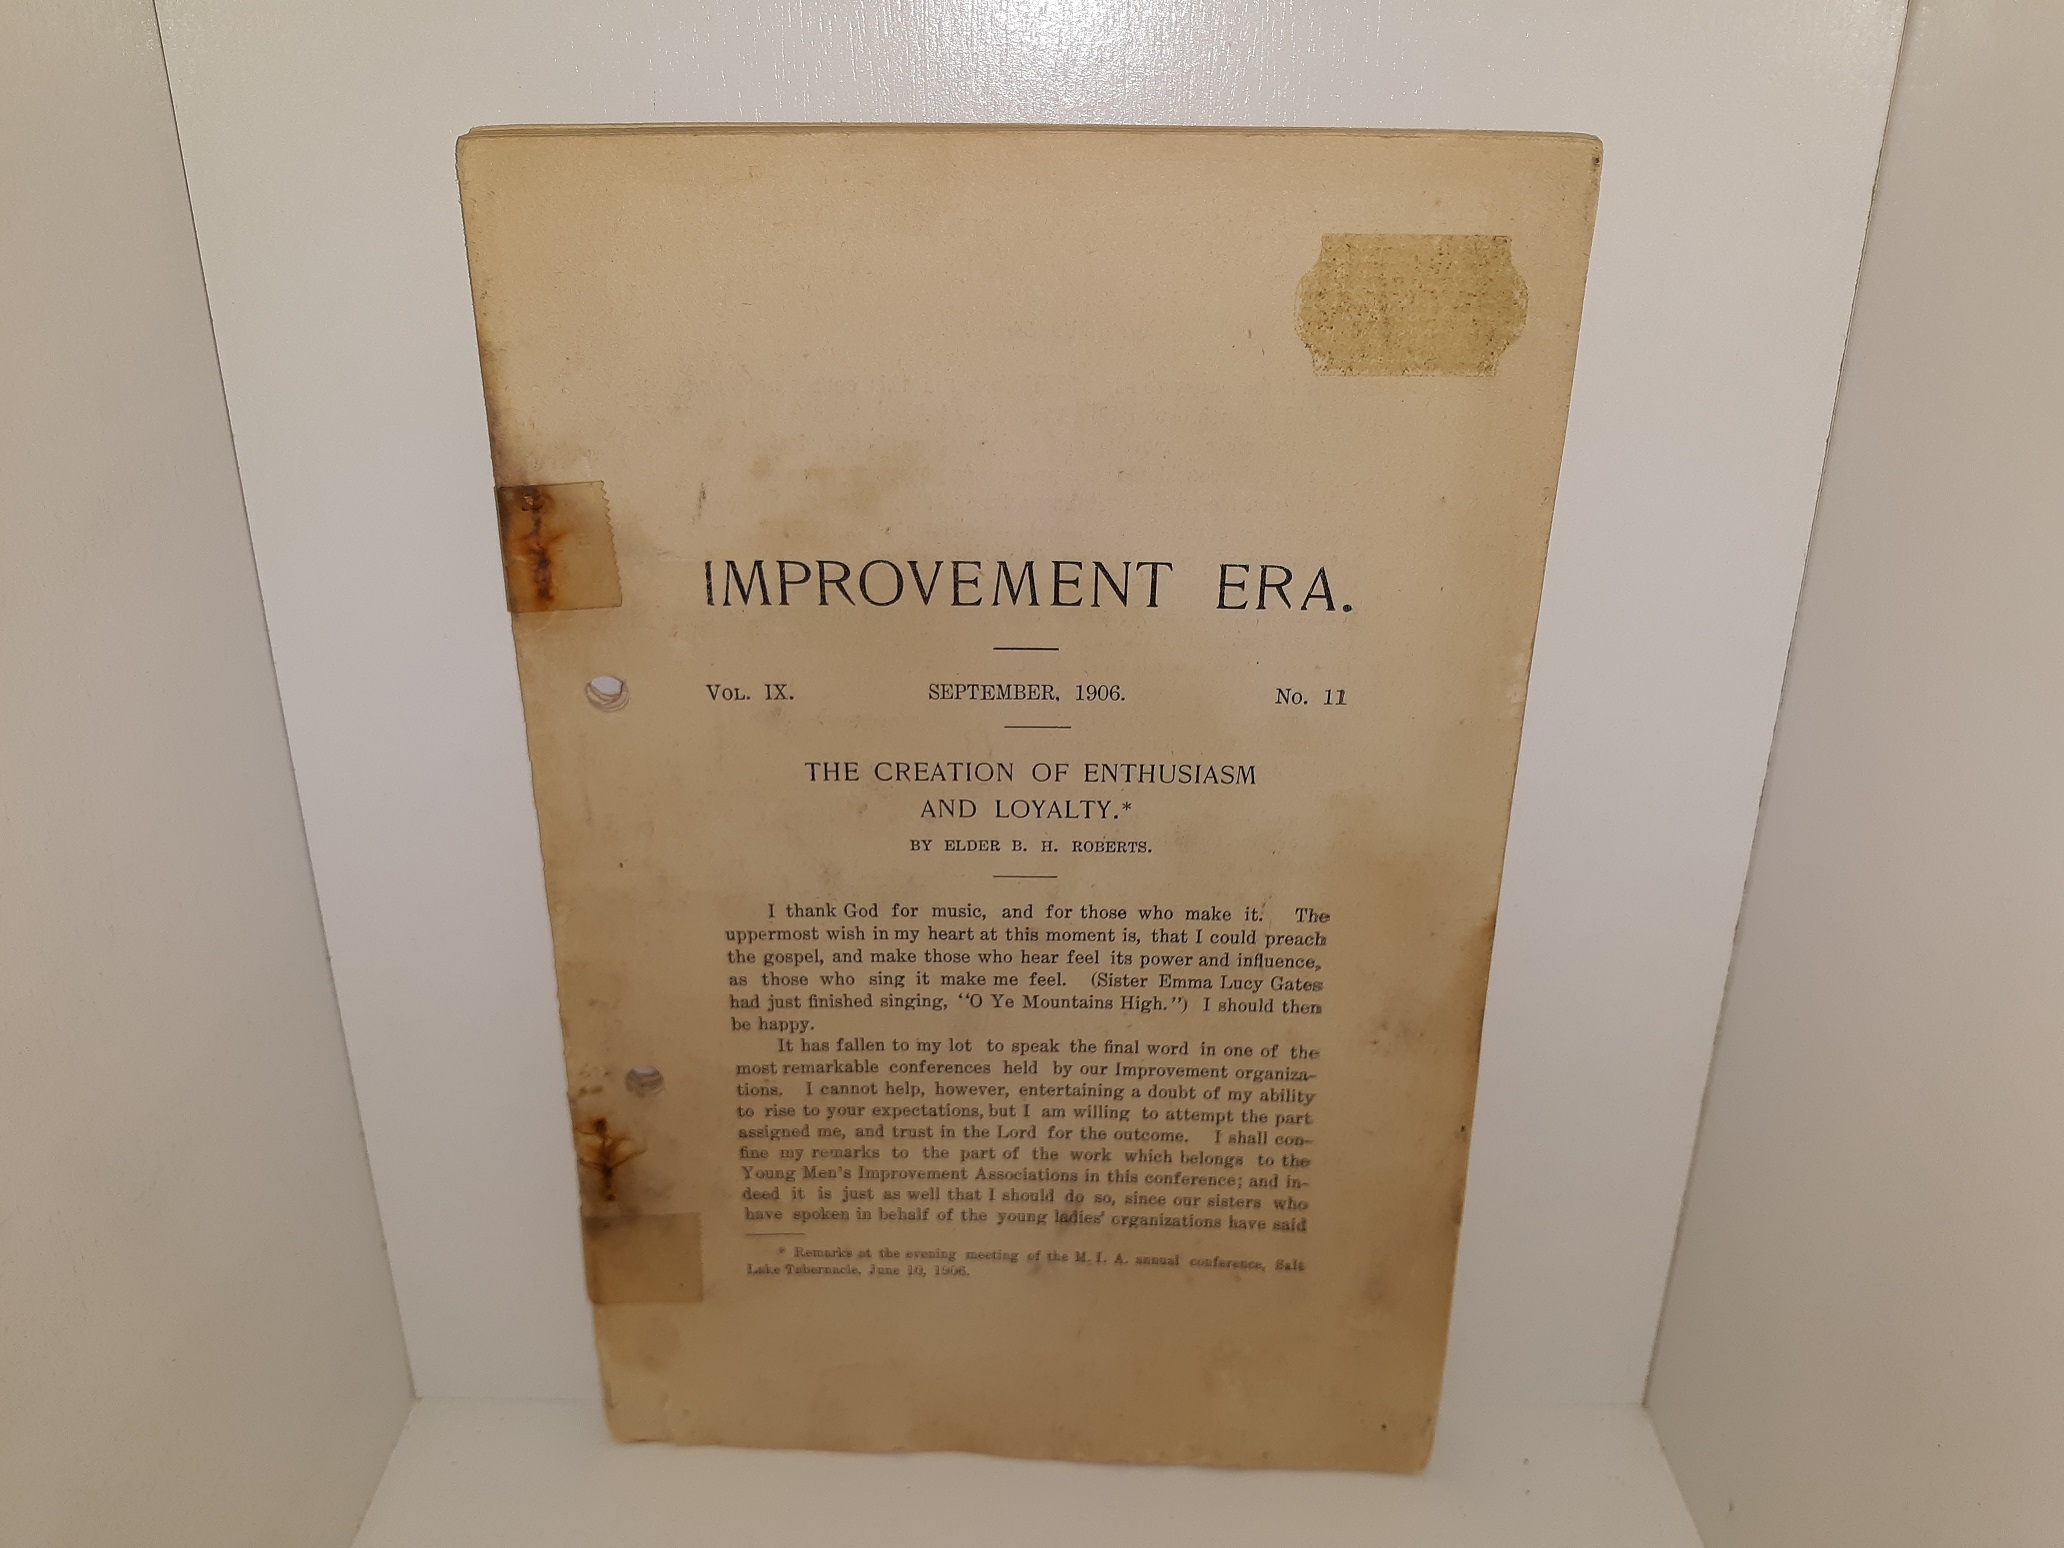 IMPROVEMENT ERA.
VOL. IX. SEPTEMBER, 1906. No. 11
THE CREATION OF ENTHUSIASM
AND LOYALTY.*
BY ELDER B. H. ROBERTS.
I thank God for music, and for those who make it. The
uppermost wish in my heart at this moment is, that I could preach
the gospel, and make those who hear feel its power and influence,
as those who sing it make me feel. (Sister Emma Lucy Gates
had just finished singing, "O Ye Mountains High.") I should then
be happy.
It has fallen to my lot to speak the final word in one of the
most remarkable conferences held by our Improvement organiza-
tions. I cannot help, however, entertaining a doubt of my ability
to rise to your expectations, but I am willing to attempt the part
assigned me, and trust in the Lord for the outcome. I shall con-
fine my remarks to the part of the work which belongs to the
Young Men's Improvement Associations in this conference; and in-
deed it is just as well that I should do so, since our sisters who
have spoken in behalf of the young ladies' organizations have said
* Remarks at the evening meeting of the M. I. A. annual conference, Salt
Lake Tabernacle, June 10, 1906.